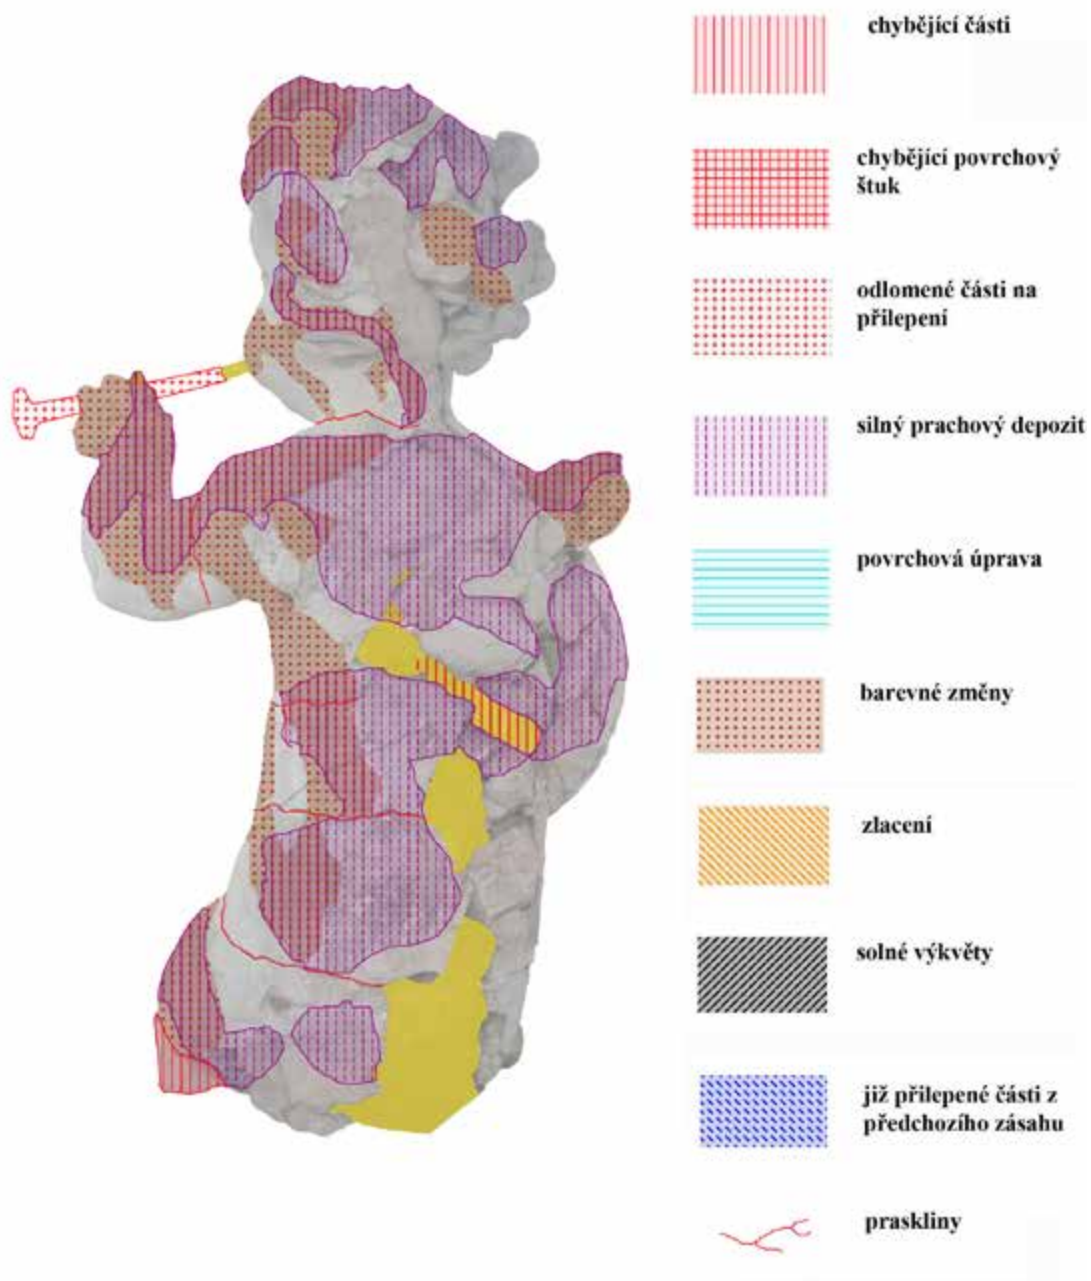 chybějící části
chybějící povrchový
štuk
odlomené části na
přilepení
silný prachový depozit
povrchová úprava
barevné změny
zlacení
solné výkvěty
již přilepené části z
předchozího zásahu
praskliny